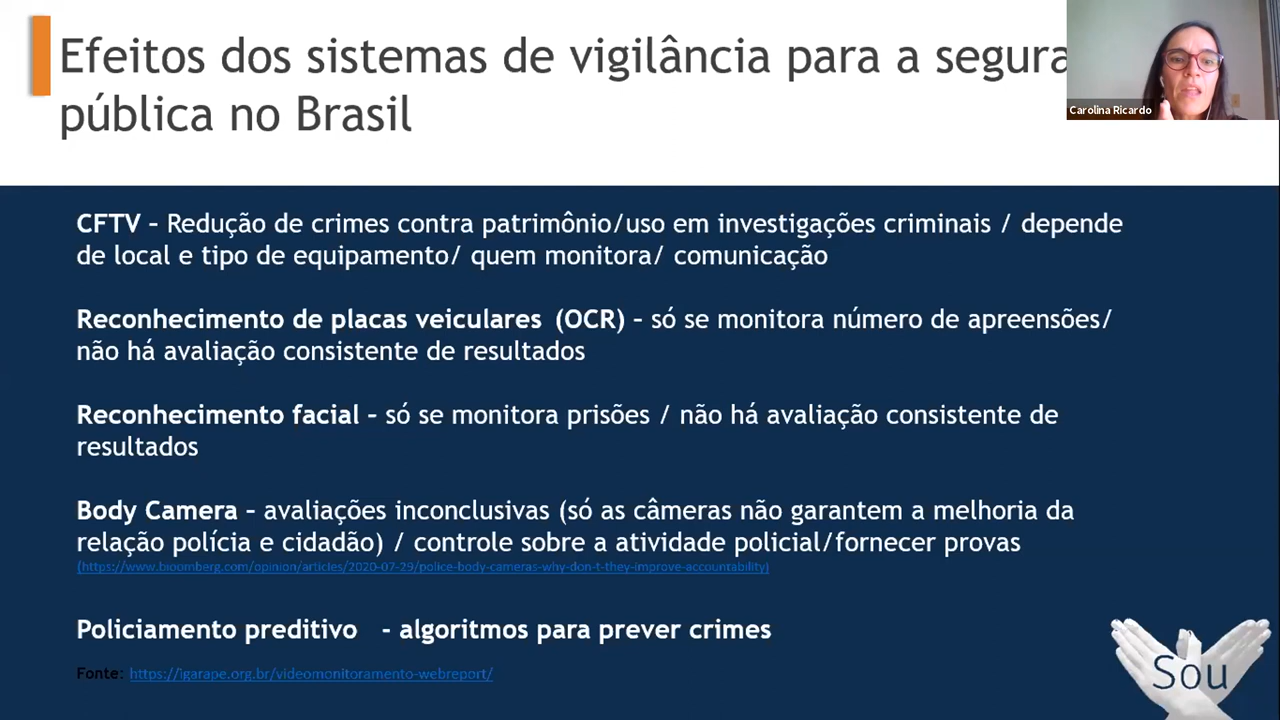 Efeitos dos sistemas de vigilância para a segura
pública no Brasil
Carolina Ricardo
CFTV – Redução de crimes contra patrimônio/uso em investigações criminais / depende
de local e tipo de equipamento/ quem monitora/ comunicação
Reconhecimento de placas veiculares (OCR) – só se monitora número de apreensões/
não há avaliação consistente de resultados
Reconhecimento facial – só se monitora prisões / não há avaliação consistente de
resultados
Body Camera – avaliações inconclusivas (só as câmeras não garantem a melhoria da
relação polícia e cidadão) / controle sobre a atividade policial/fornecer provas
(https://www.bloomberg.com/opinion/articles/2020-07-29/police-body-cameras-why-don-t-they-improve-accountability)
Policiamento preditivo - algoritmos para prever crimes
Fonte: https://igarape.org.br/videomonitoramento-webreport/
Sou